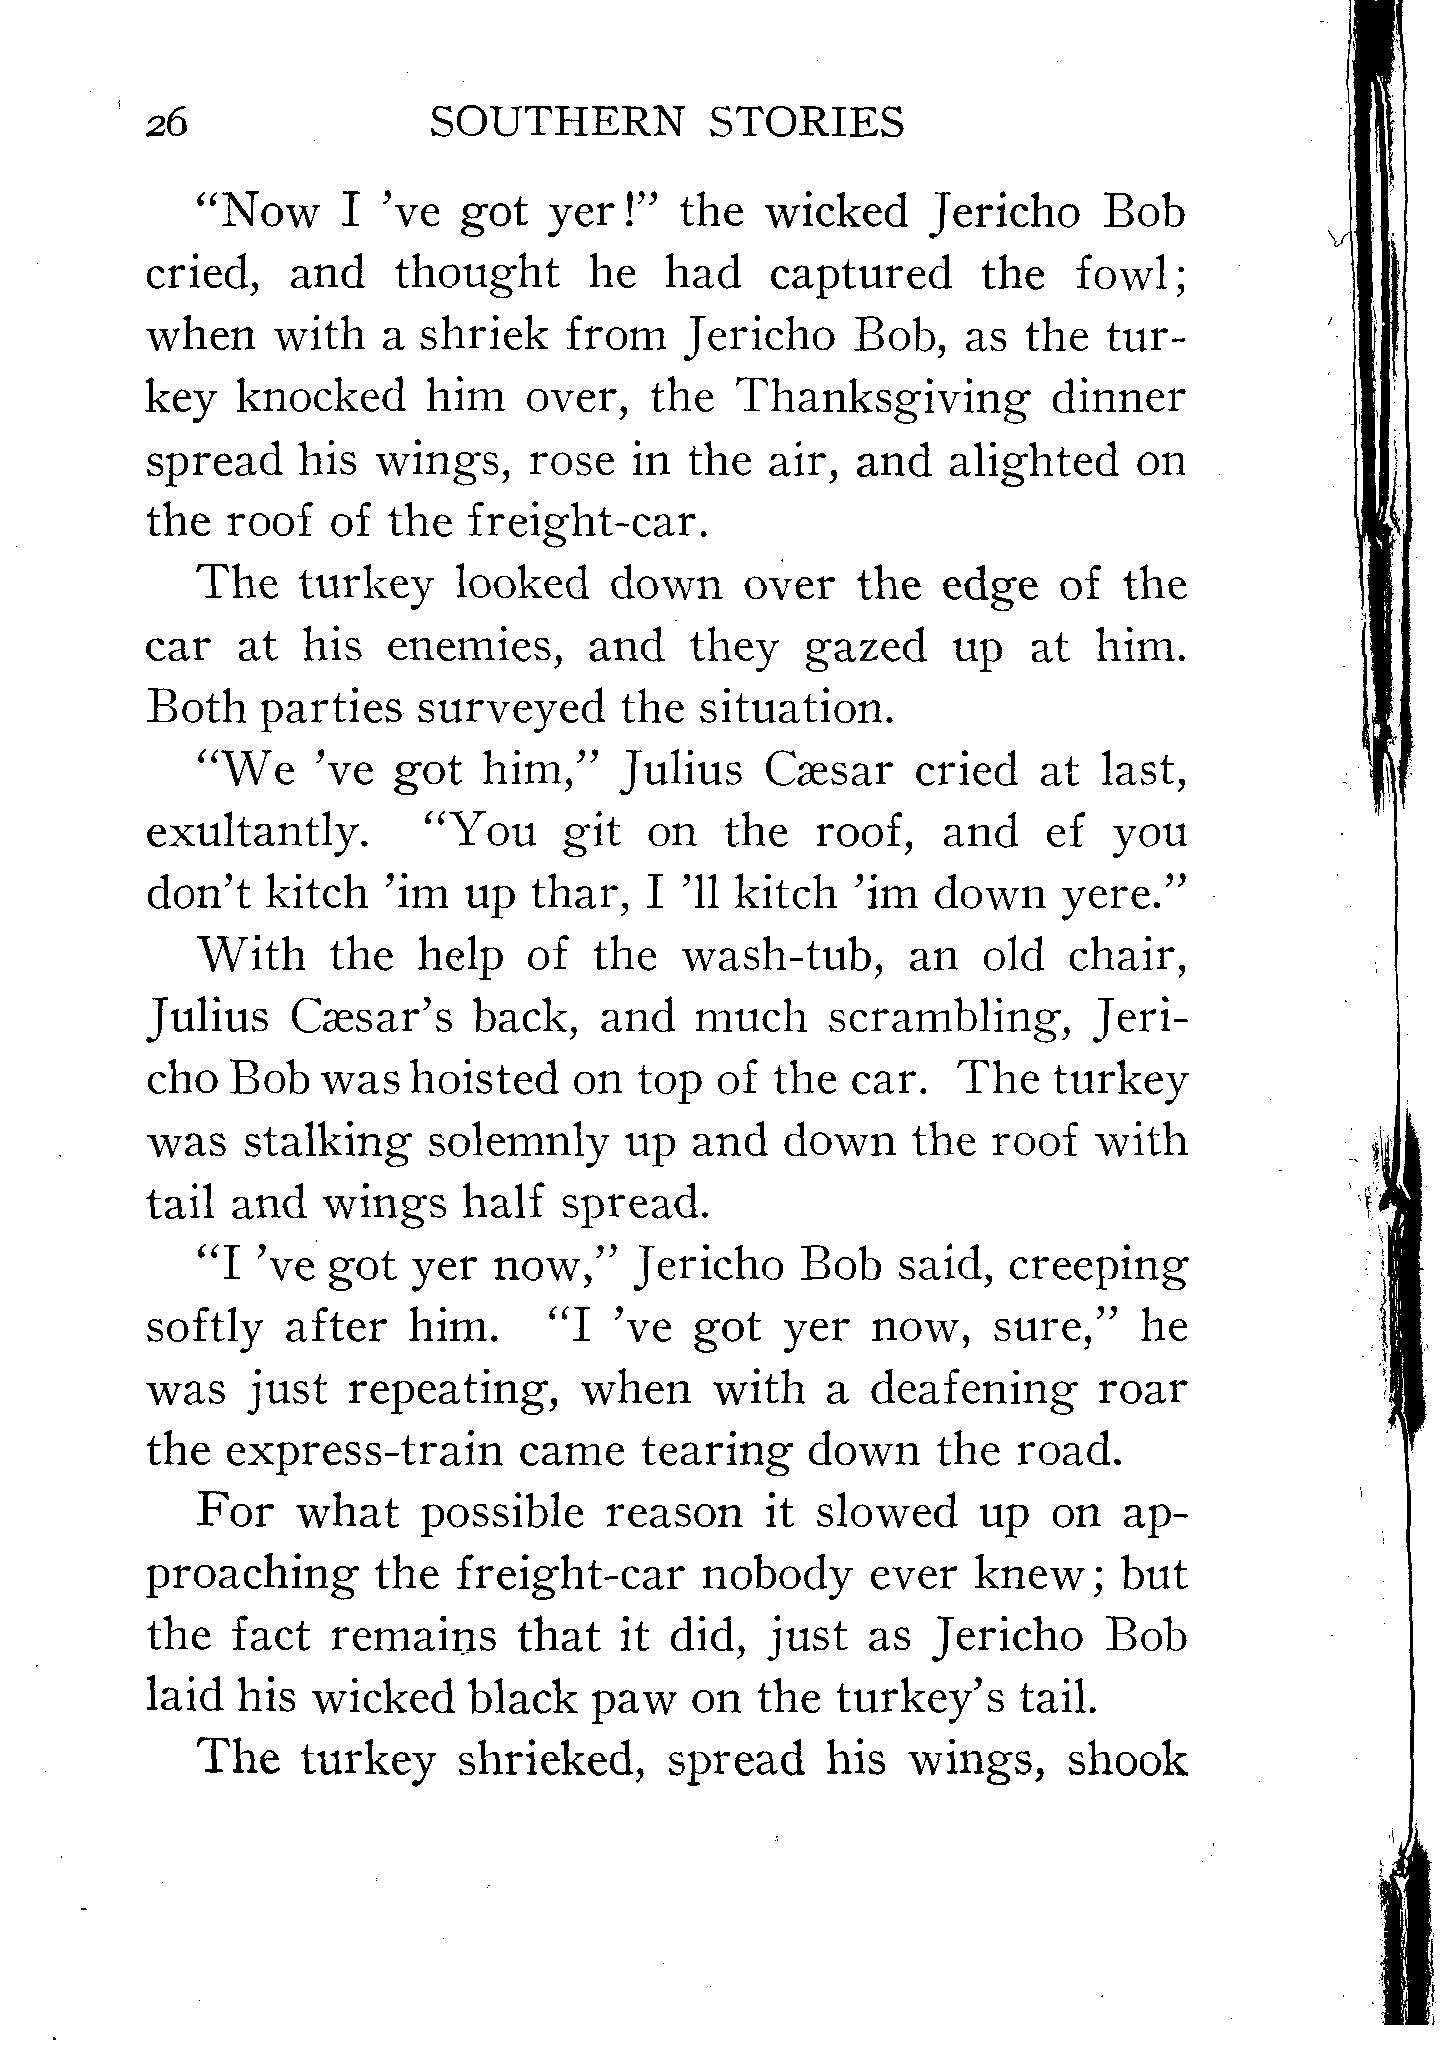 26 SOUTHERN STORIES
“Now I ’ve got yer!” the wicked Jericho Bob
cried, and thought he had captured the fowl;
when with a shriek from Jericho Bob, as the tur-
key knocked him over, the Thanksgiving dinner
spread his wings, rose in the air, and alighted on
the roof of the freight-car.
The turkey looked down over the edge of the
car at his enemies, and they gazed up at him.
Both parties surveyed the situation.
“We ’ve got him,” Julius Cæsar cried at last,
exultantly. “You git on the roof, and ef you
don’t kitch ’im up thar, I ’ll kitch ’im down yere.”
With the help of the wash-tub, an old chair,
Julius Cæsar’s back, and much scrambling, Jeri-
cho Bob was hoisted on top of the car. The turkey
was stalking solemnly up and down the roof with
tail and wings half spread.
“I ’ve got yer now,” Jericho Bob said, creeping
softly after him. “I ’ve got yer now, sure,” he
was just repeating, when with a deafening roar
the express-train came tearing down the road.
For what possible reason it slowed up on ap-
proaching the freight-car nobody ever knew; but
the fact remains that it did, just as Jericho Bob
laid his wicked black paw on the turkey’s tail.
The turkey shrieked, spread his wings, shook